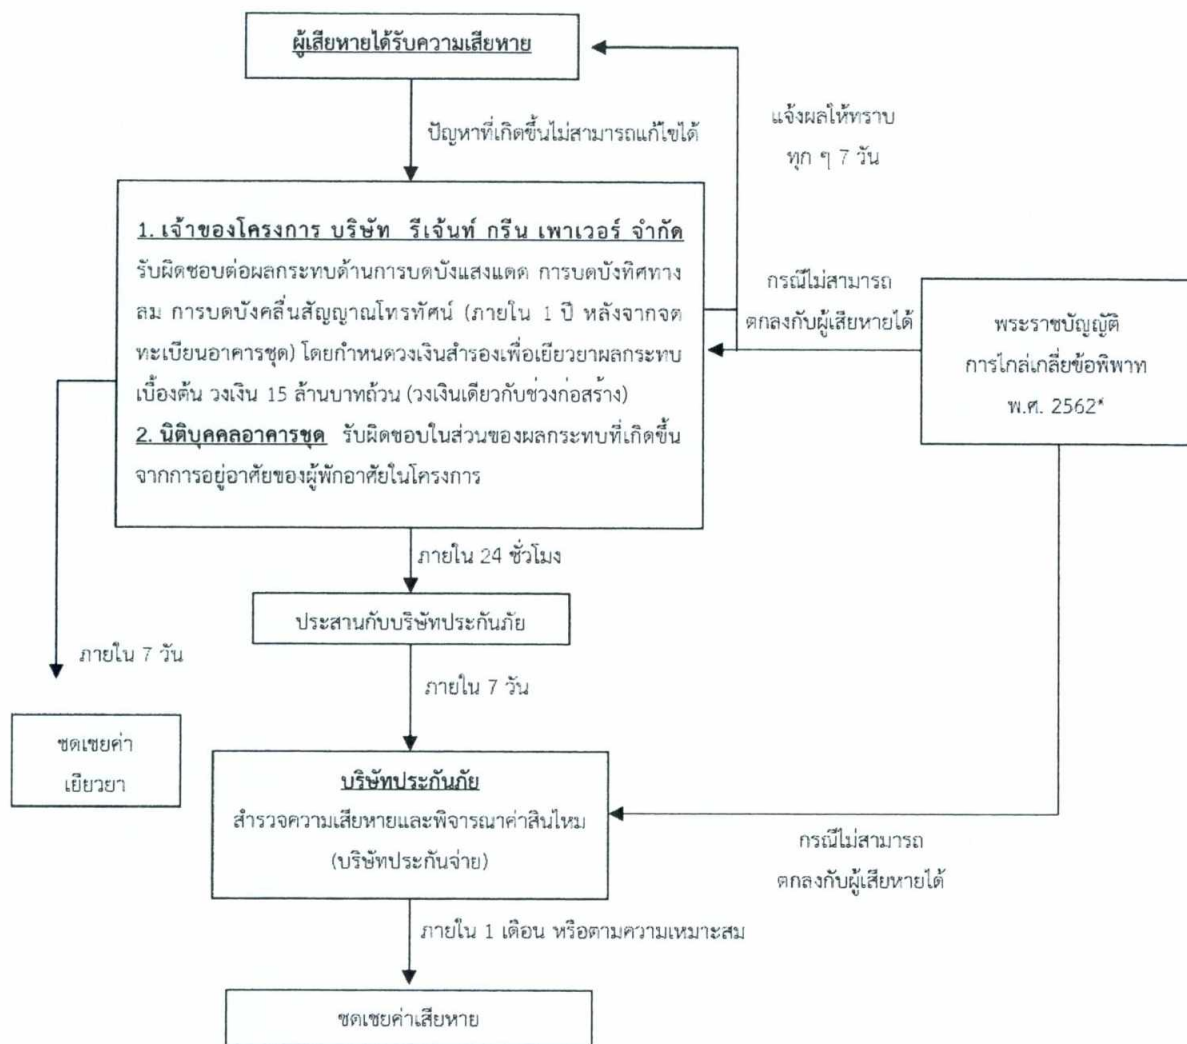 ผู้เสียหายได้รับความเสียหาย
ปัญหาที่เกิดขึ้นไม่สามารถแก้ไขได้
แจ้งผลให้ทราบ
ทุก ๆ 7 วัน
1. เจ้าของโครงการ บริษัท รีเจ้นท์ กรีน เพาเวอร์ จำกัด
รับผิดชอบต่อผลกระทบด้านการบดบังแสงแดด การบดบังทิศทาง
ลม การบดบังคลื่นสัญญาณโทรทัศน์ (ภายใน 1 ปี หลังจากจด
ทะเบียนอาคารชุด) โดยกำหนดวงเงินสำรองเพื่อเยียวยาผลกระทบ
เบื้องต้น วงเงิน 15 ล้านบาทถ้วน (วงเงินเดียวกับช่วงก่อสร้าง)
2. นิติบุคคลอาคารชุด รับผิดชอบในส่วนของผลกระทบที่เกิดขึ้น
จากการอยู่อาศัยของผู้พักอาศัยในโครงการ
กรณีไม่สามารถ
ตกลงกับผู้เสียหายได้
พระราชบัญญัติ
การไกล่เกลี่ยข้อพิพาท
พ.ศ. 2562*
ภายใน 24 ชั่วโมง
ประสานกับบริษัทประกันภัย
ภายใน 7 วัน
ภายใน 7 วัน
ชดเชยค่า
เยียวยา
บริษัทประกันภัย
สำรวจความเสียหายและพิจารณาค่าสินไหม
(บริษัทประกันจ่าย)
กรณีไม่สามารถ
ตกลงกับผู้เสียหายได้
ภายใน 1 เดือน หรือตามความเหมาะสม
ชดเชยค่าเสียหาย